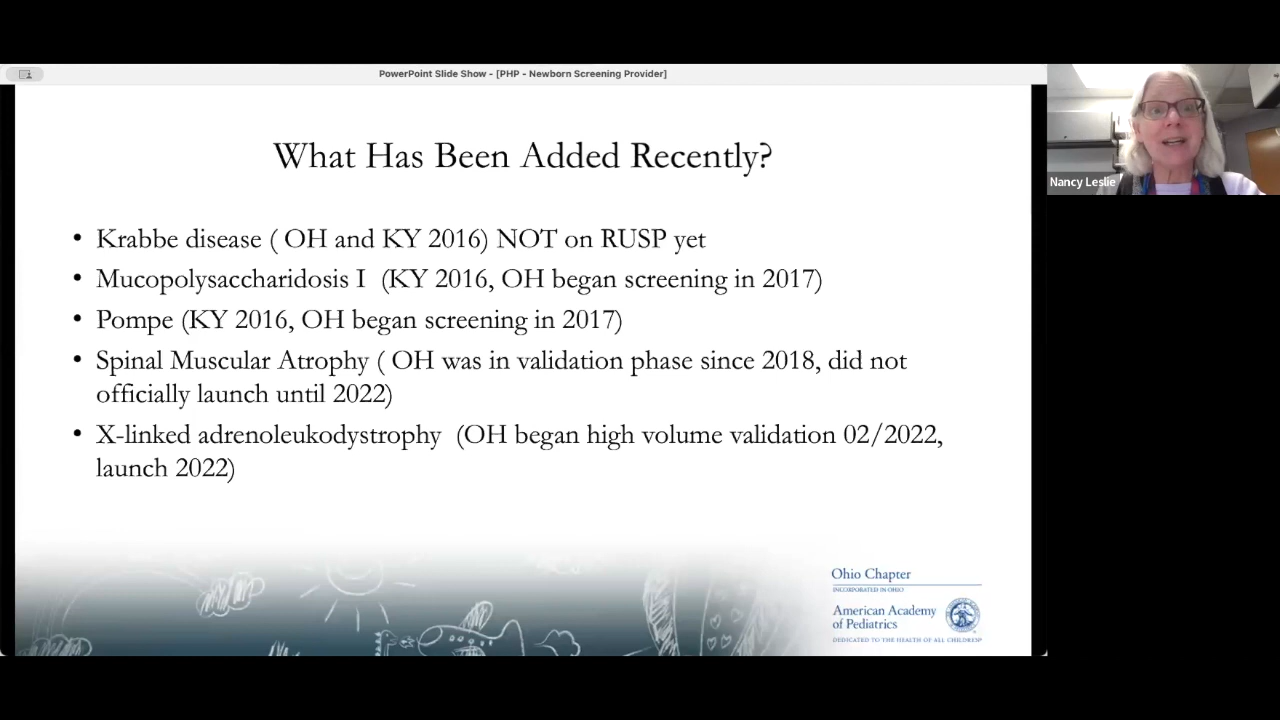 PowerPoint Slide Show - [PHP - Newborn Screening Provider]
What Has Been Added Recently?
• Krabbe disease ( OH and KY 2016) NOT on RUSP yet
• Mucopolysaccharidosis I (KY 2016, OH began screening in 2017)
• Pompe (KY 2016, OH began screening in 2017)
• Spinal Muscular Atrophy ( OH was in validation phase since 2018, did not
officially launch until 2022)
• X-linked adrenoleukodystrophy (OH began high volume validation 02/2022,
launch 2022)
Nancy Leslie
Ohio Chapter
INCORPORATED IN OHIO
American Academy
of Pediatrics
DEDICATED TO THE HEALTH OF ALL CHILDREN®